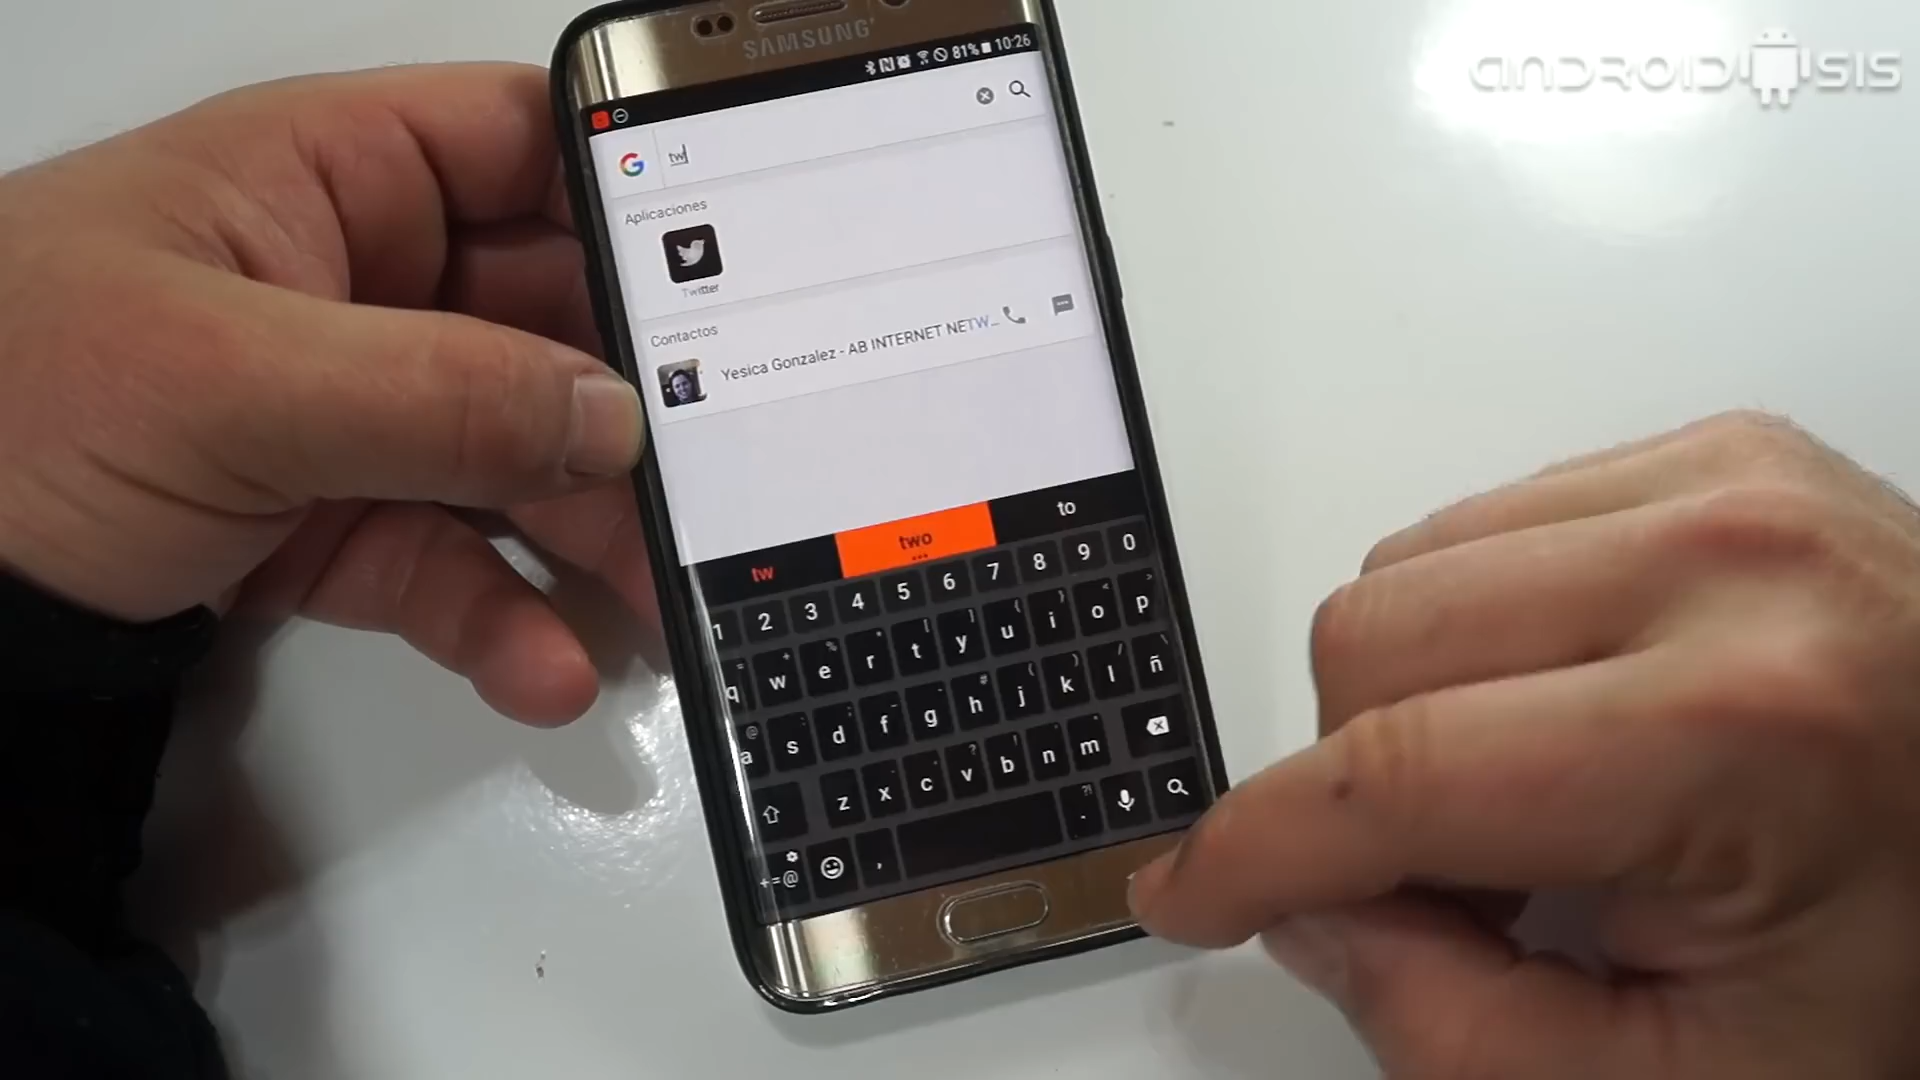 SAMSUNG
ANDROIDSIS
81% 10:26
tw
Aplicaciones
Twitter
Contactos
Yesica Gonzalez - AB INTERNET NETW...
tw two to
1 2 3 4 5 6 7 8 9 0
q w e r t y u i o p
a s d f g h j k l ñ
z x c v b n m
, .
+=@